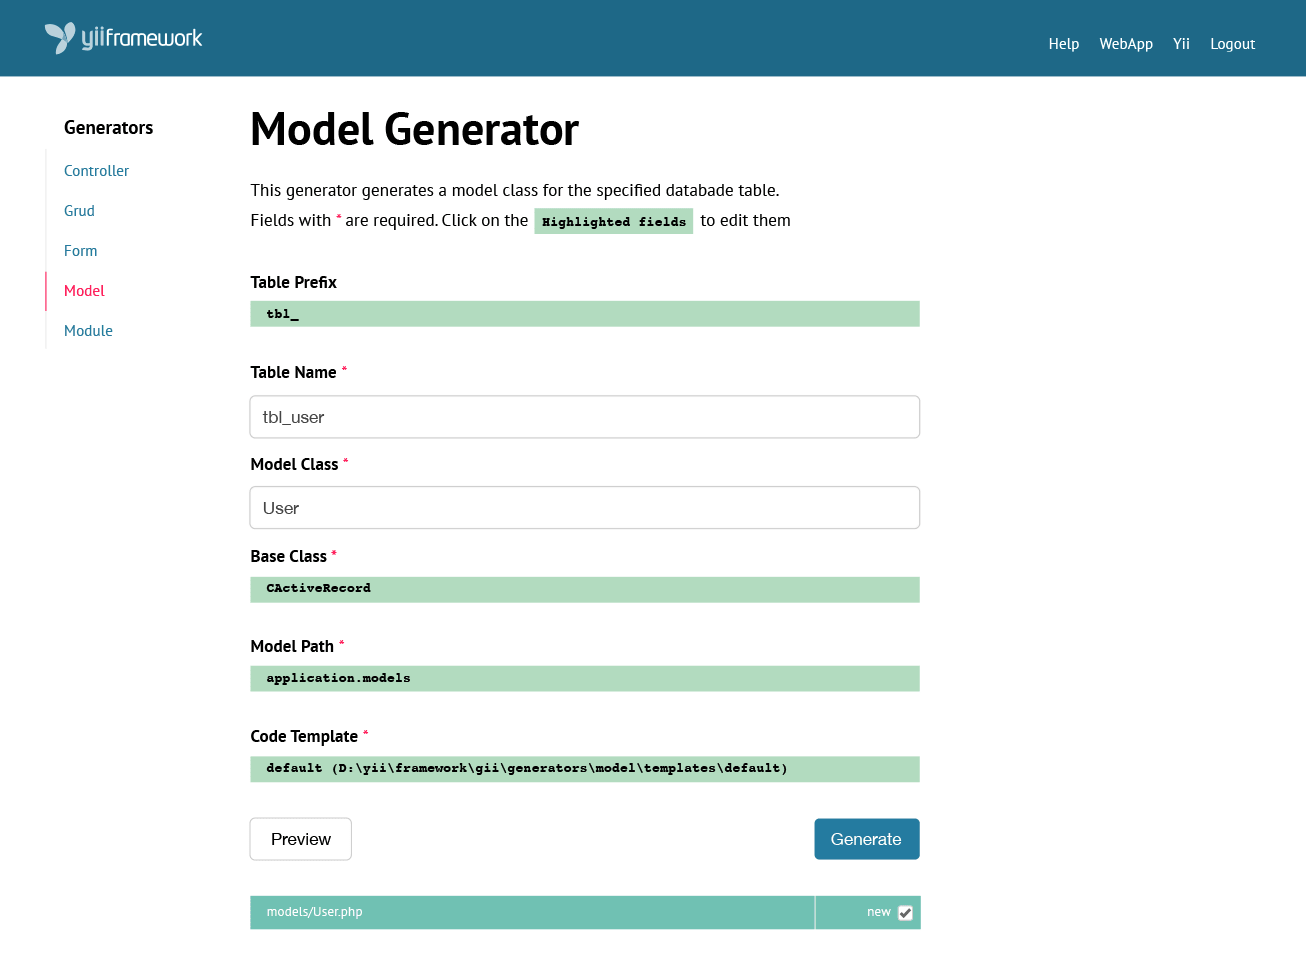 yiiframework
Help WebApp Yii Logout
Generators
Controller
Grud
Form
Model
Module
Model Generator
This generator generates a model class for the specified databade table.
Fields with * are required. Click on the Highlighted fields to edit them
Table Prefix
tbl_
Table Name *
tbl_user
Model Class *
User
Base Class *
CActiveRecord
Model Path *
application.models
Code Template *
default (D:\yii\framework\gii\generators\model\templates\default)
Preview Generate
models/User.php new